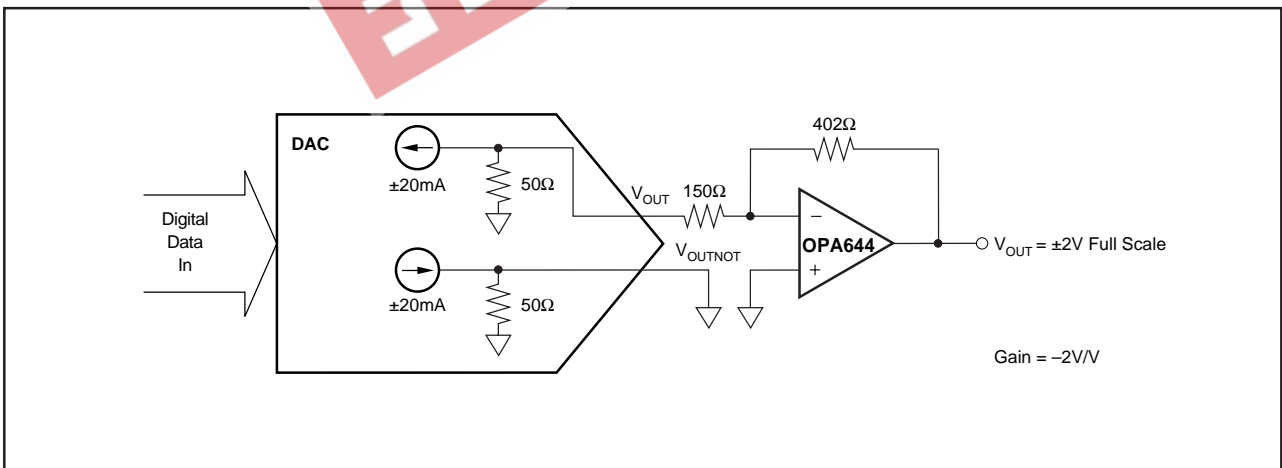 DAC
±20mA
50Ω
Digital
Data
In
±20mA
50Ω
VOUT
VOUTNOT
150Ω
402Ω
–
OPA644
+
VOUT = ±2V Full Scale
Gain = –2V/V